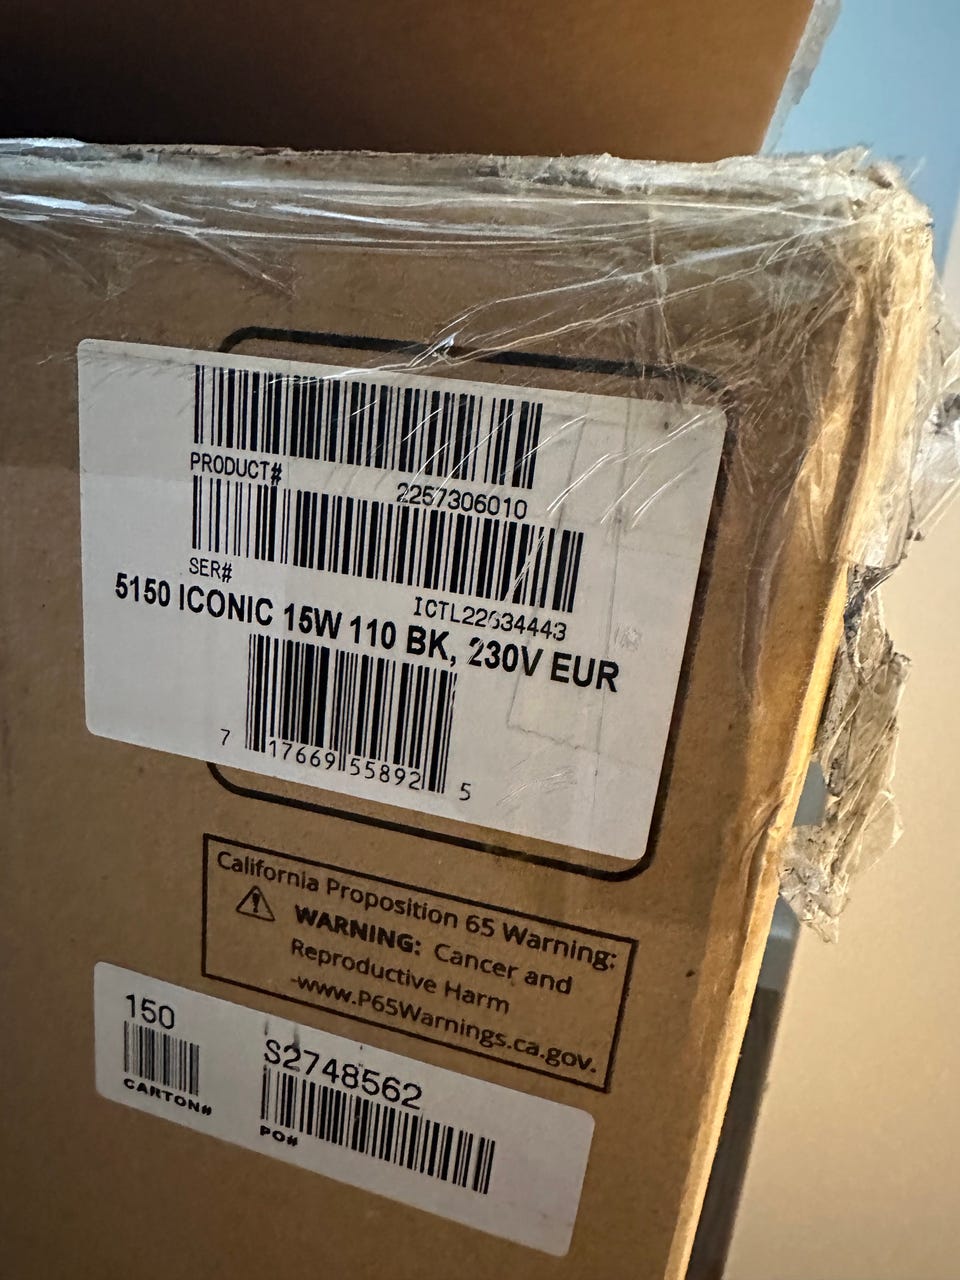 PRODUCT#
2257306010
SER#
ICTL22634443
5150 ICONIC 15W 110 BK, 230V EUR
7 17669 55892 5
California Proposition 65 Warning:
WARNING: Cancer and
Reproductive Harm
-www.P65Warnings.ca.gov.
150
CARTON#
S2748562
PO#